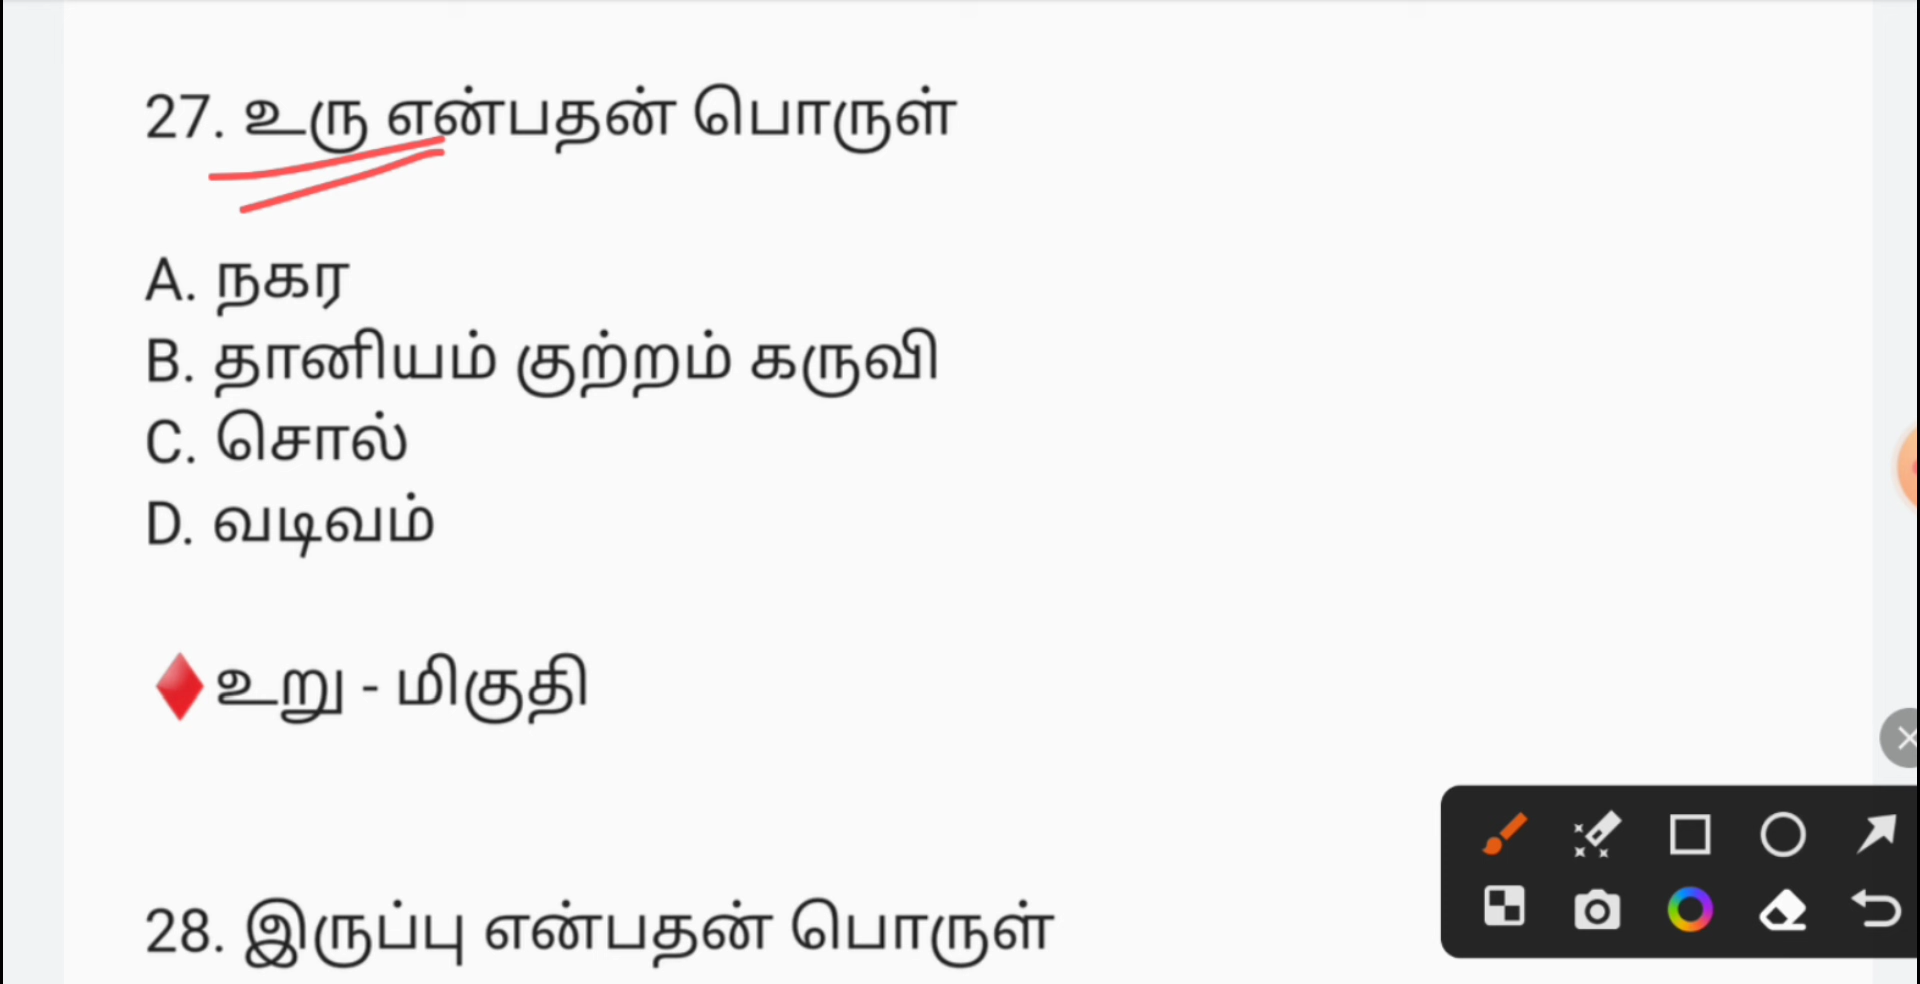 27. உரு என்பதன் பொருள்
A. நகர
B. தானியம் குற்றம் கருவி
C. சொல்
D. வடிவம்
உறு - மிகுதி
28. இருப்பு என்பதன் பொருள்